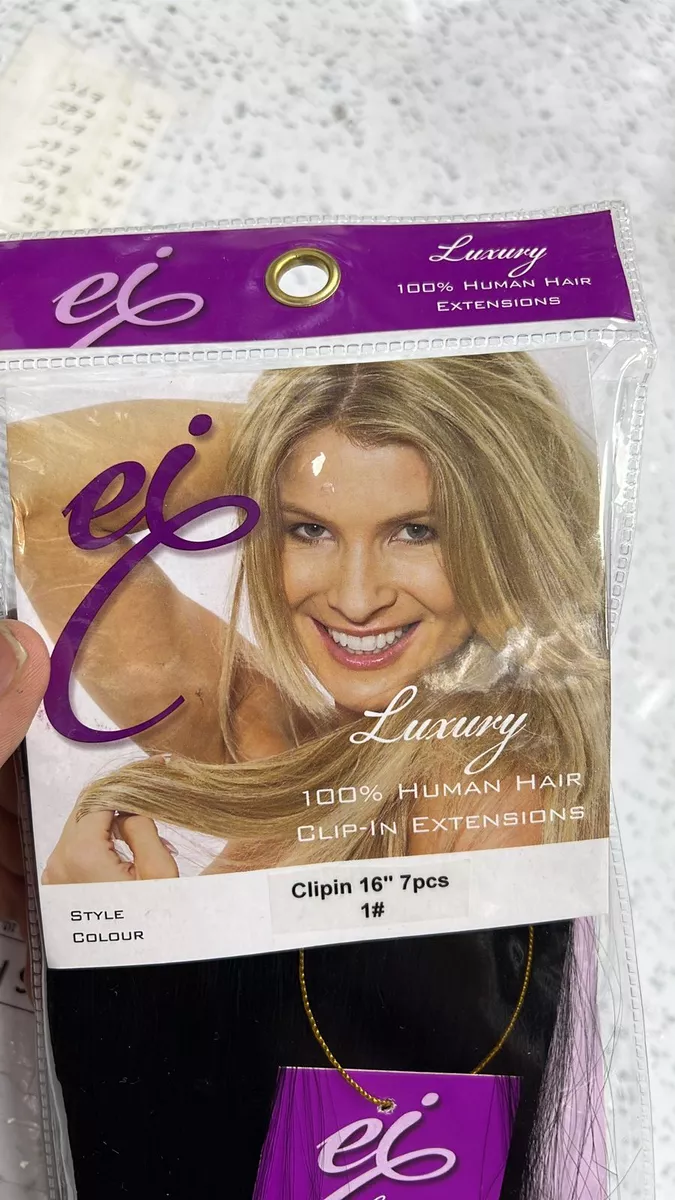 ei
Luxury
100% Human Hair
Extensions
ei
Luxury
100% Human Hair
Clip-In Extensions
Style
Colour
Clipin 16" 7pcs
1#
ei